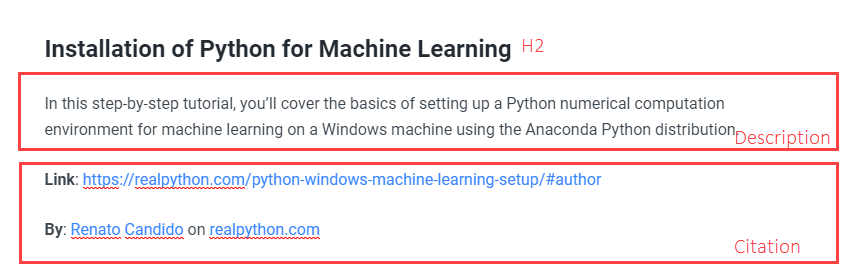 Installation of Python for Machine Learning H2
In this step-by-step tutorial, you’ll cover the basics of setting up a Python numerical computation
environment for machine learning on a Windows machine using the Anaconda Python distribution.
Description
Link: https://realpython.com/python-windows-machine-learning-setup/#author
By: Renato Candido on realpython.com
Citation